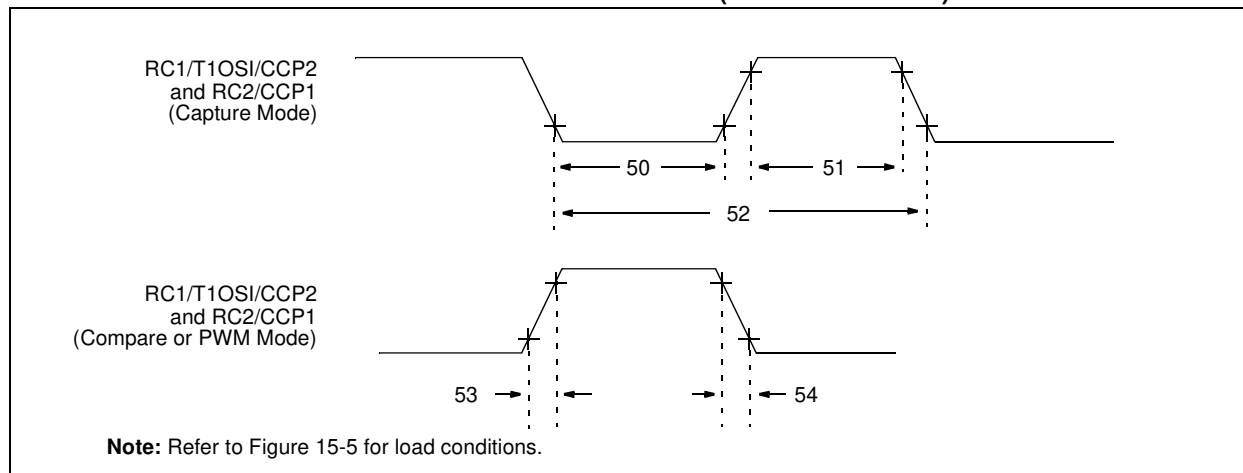 RC1/T1OSI/CCP2
and RC2/CCP1
(Capture Mode)
50
51
52
RC1/T1OSI/CCP2
and RC2/CCP1
(Compare or PWM Mode)
53
54
Note: Refer to Figure 15-5 for load conditions.